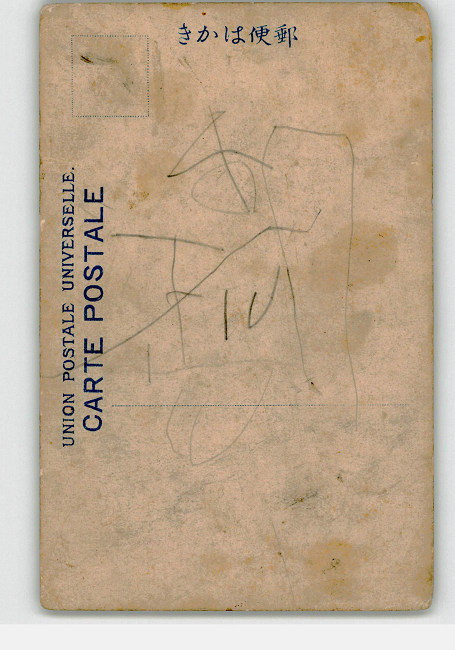 きかは便郵
UNION POSTALE UNIVERSELLE.
CARTE POSTALE